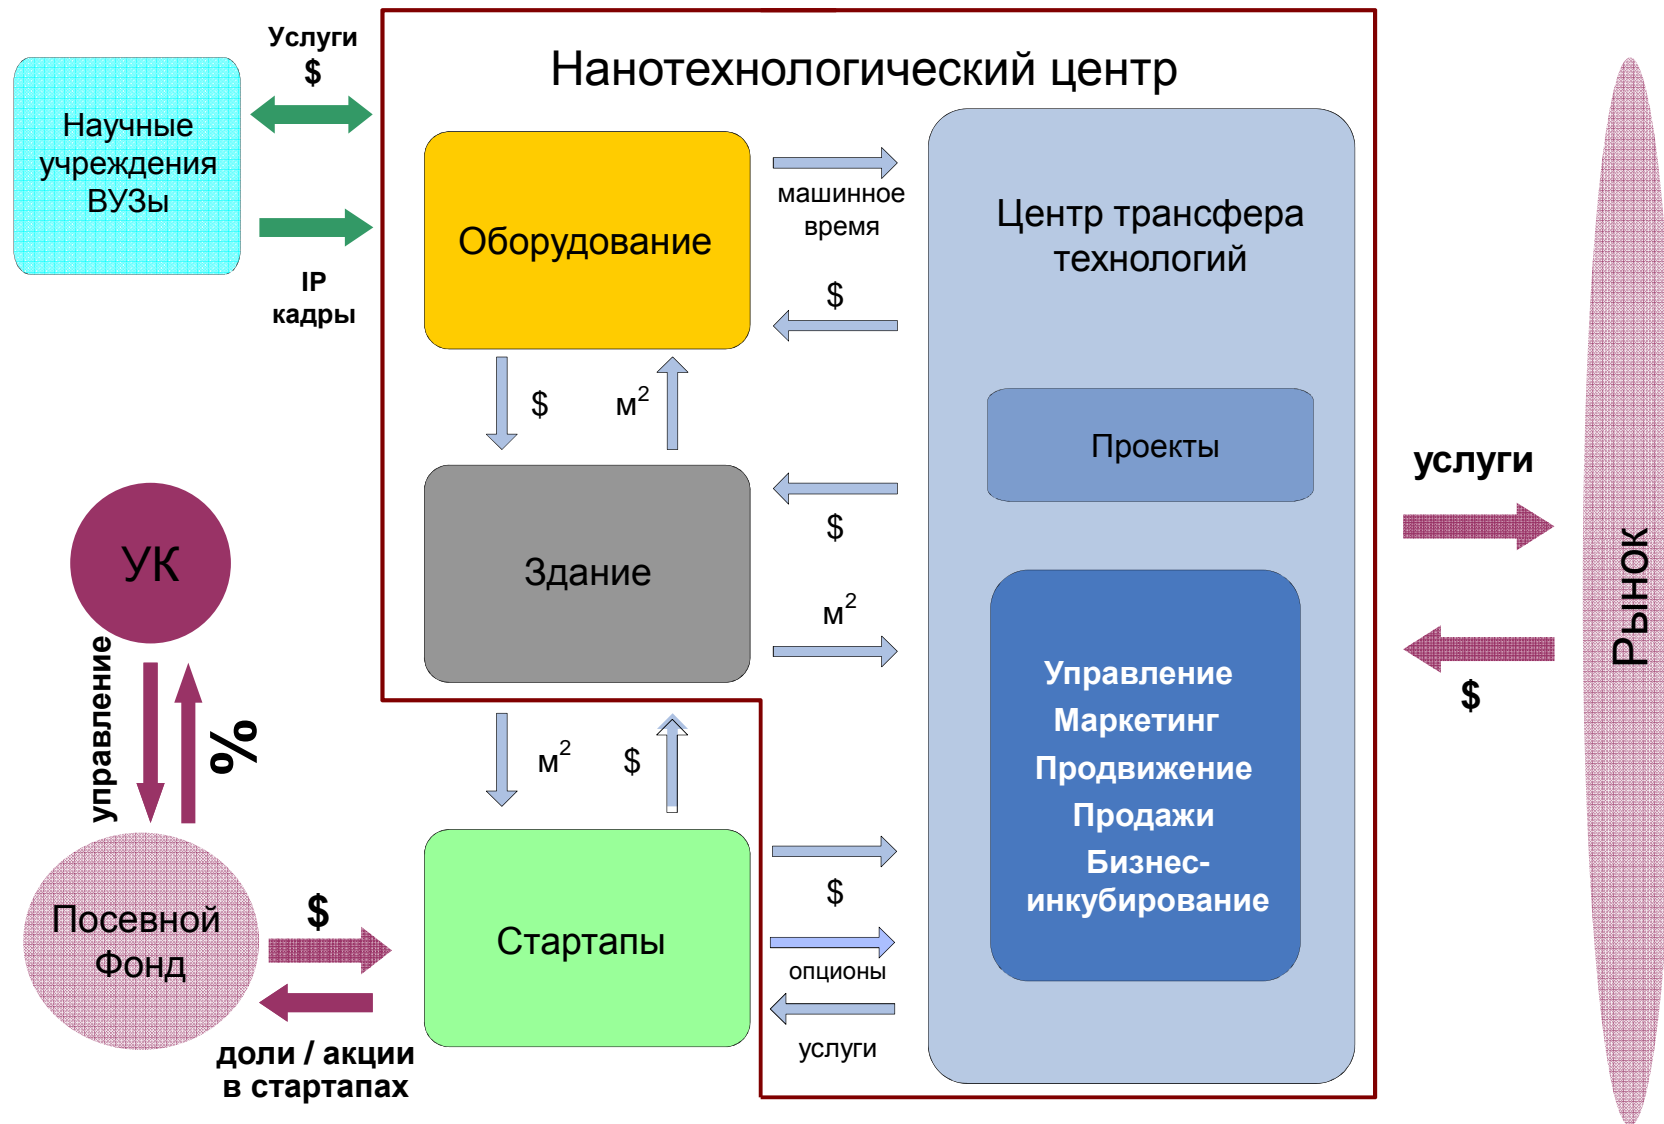 Нанотехнологический центр
Услуги
$
Научные
учреждения
ВУЗы
IP
кадры
Оборудование
машинное
время
$
Центр трансфера
технологий
$
м²
Проекты
Здание
$
м²
Управление
Маркетинг
Продвижение
Продажи
Бизнес-
инкубирование
услуги
$
Рынок
УК
управление
%
Посевной
Фонд
$
доли / акции
в стартапах
м²
$
Стартапы
$
опционы
услуги